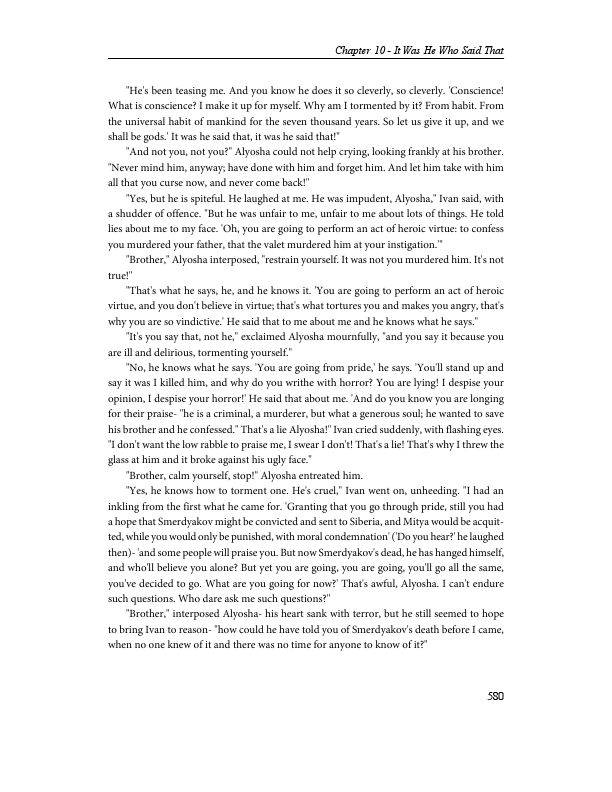 Chapter 10 - It Was He Who Said That
"He's been teasing me. And you know he does it so cleverly, so cleverly. 'Conscience!
What is conscience? I make it up for myself. Why am I tormented by it? From habit. From
the universal habit of mankind for the seven thousand years. So let us give it up, and we
shall be gods.' It was he said that, it was he said that!"
"And not you, not you?" Alyosha could not help crying, looking frankly at his brother.
"Never mind him, anyway; have done with him and forget him. And let him take with him
all that you curse now, and never come back!"
"Yes, but he is spiteful. He laughed at me. He was impudent, Alyosha," Ivan said, with
a shudder of offence. "But he was unfair to me, unfair to me about lots of things. He told
lies about me to my face. 'Oh, you are going to perform an act of heroic virtue: to confess
you murdered your father, that the valet murdered him at your instigation.'"
"Brother," Alyosha interposed, "restrain yourself. It was not you murdered him. It's not
true!"
"That's what he says, he, and he knows it. 'You are going to perform an act of heroic
virtue, and you don't believe in virtue; that's what tortures you and makes you angry, that's
why you are so vindictive.' He said that to me about me and he knows what he says."
"It's you say that, not he," exclaimed Alyosha mournfully, "and you say it because you
are ill and delirious, tormenting yourself."
"No, he knows what he says. 'You are going from pride,' he says. 'You'll stand up and
say it was I killed him, and why do you writhe with horror? You are lying! I despise your
opinion, I despise your horror!' He said that about me. 'And do you know you are longing
for their praise- "he is a criminal, a murderer, but what a generous soul; he wanted to save
his brother and he confessed." That's a lie Alyosha!" Ivan cried suddenly, with flashing eyes.
"I don't want the low rabble to praise me, I swear I don't! That's a lie! That's why I threw the
glass at him and it broke against his ugly face."
"Brother, calm yourself, stop!" Alyosha entreated him.
"Yes, he knows how to torment one. He's cruel," Ivan went on, unheeding. "I had an
inkling from the first what he came for. 'Granting that you go through pride, still you had
a hope that Smerdyakov might be convicted and sent to Siberia, and Mitya would be acquit-
ted, while you would only be punished, with moral condemnation' ('Do you hear?' he laughed
then)- 'and some people will praise you. But now Smerdyakov's dead, he has hanged himself,
and who'll believe you alone? But yet you are going, you are going, you'll go all the same,
you've decided to go. What are you going for now?' That's awful, Alyosha. I can't endure
such questions. Who dare ask me such questions?"
"Brother," interposed Alyosha- his heart sank with terror, but he still seemed to hope
to bring Ivan to reason- "how could he have told you of Smerdyakov's death before I came,
when no one knew of it and there was no time for anyone to know of it?"
580